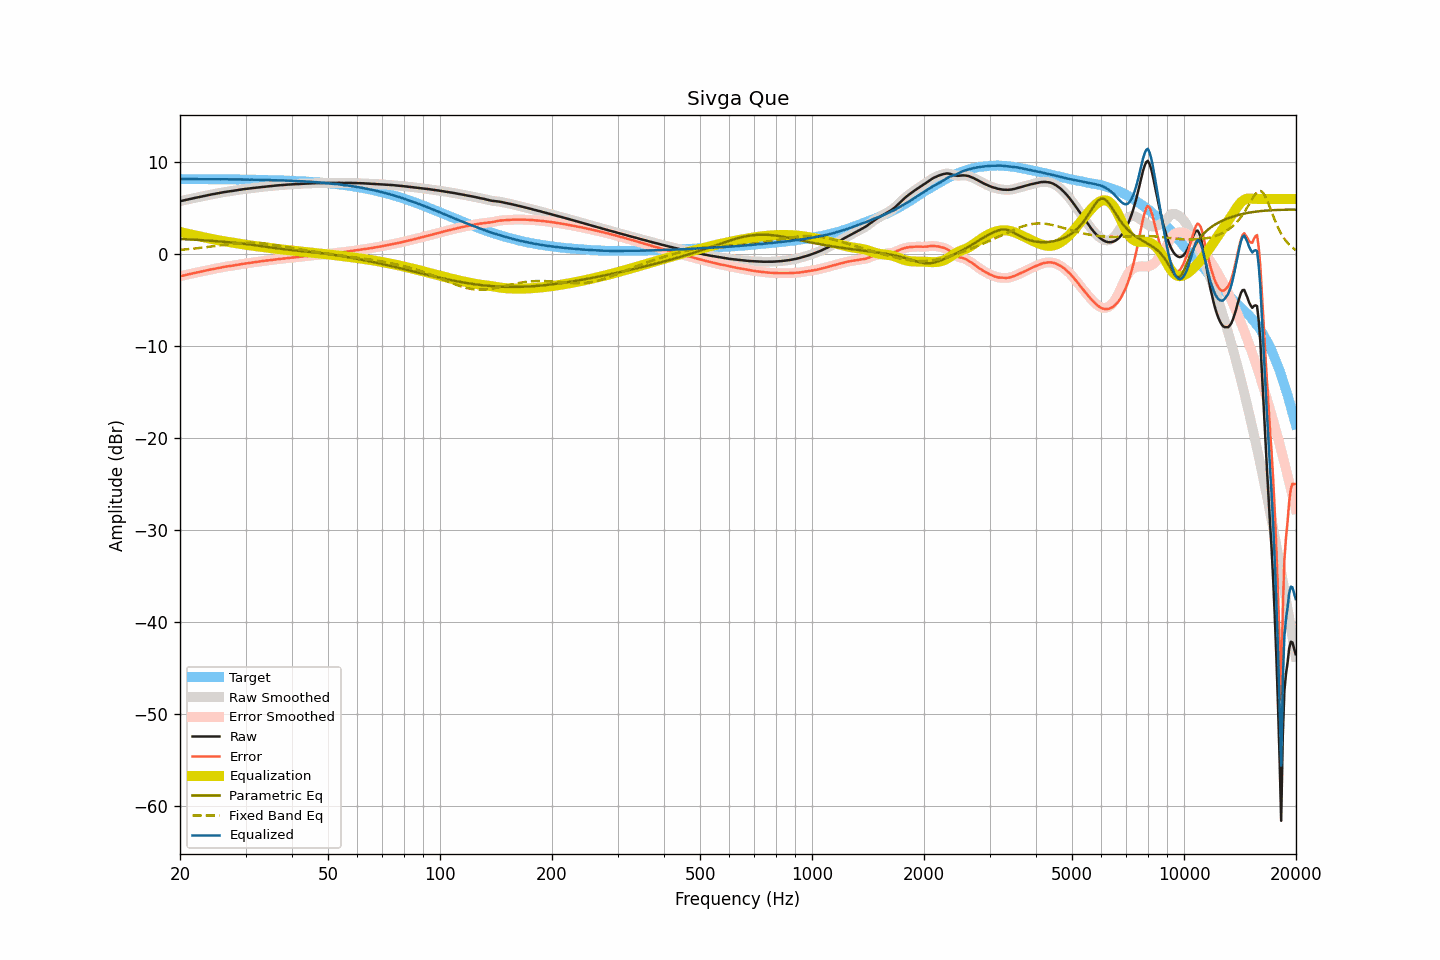 Sivga Que
10
0
−10
−20
−30
−40
−50
−60
Amplitude (dBr)
Target
Raw Smoothed
Error Smoothed
Raw
Error
Equalization
Parametric Eq
Fixed Band Eq
Equalized
20 50 100 200 500 1000 2000 5000 10000 20000
Frequency (Hz)